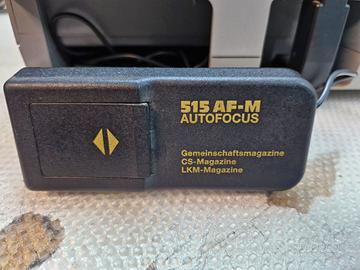 515 AF-M
AUTOFOCUS
Gemeinschaftsmagazine
CS-Magazine
LKM-Magazine